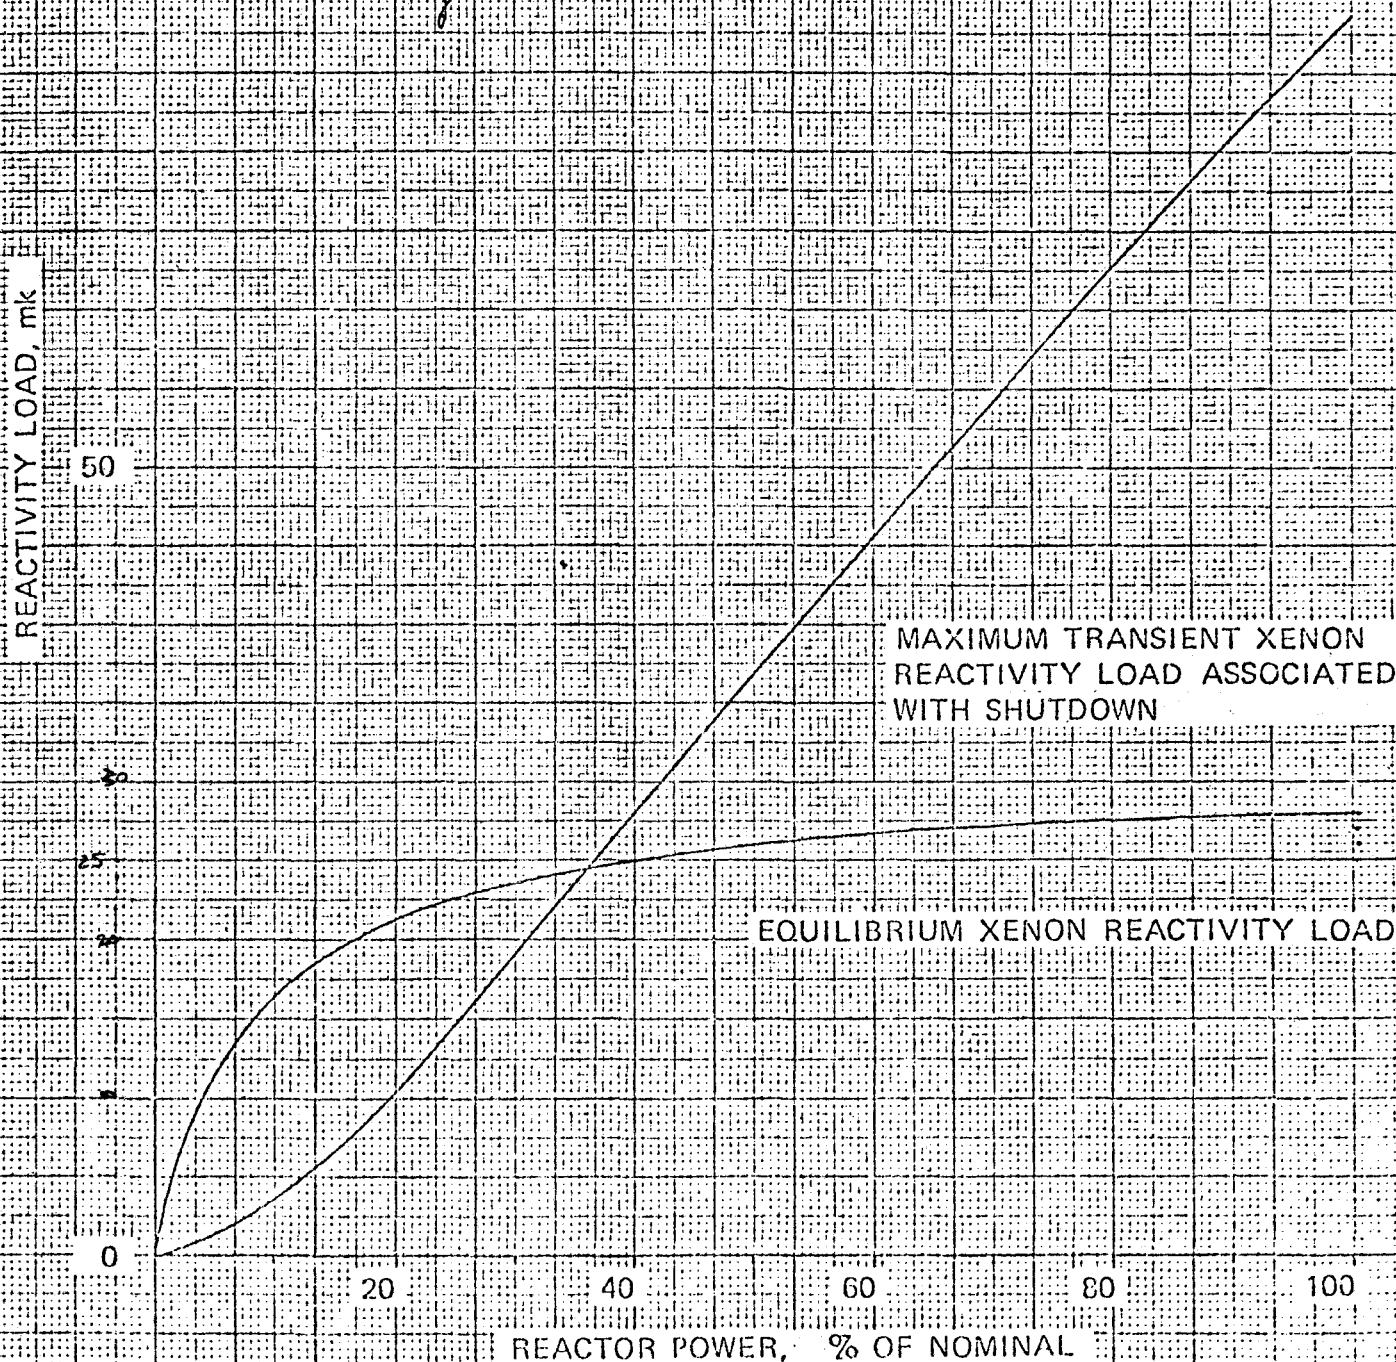 REACTIVITY LOAD, mk
50
MAXIMUM TRANSIENT XENON
REACTIVITY LOAD ASSOCIATED
WITH SHUTDOWN
30
25
EQUILIBRIUM XENON REACTIVITY LOAD
20
0
20 40 60 80 100
REACTOR POWER, % OF NOMINAL